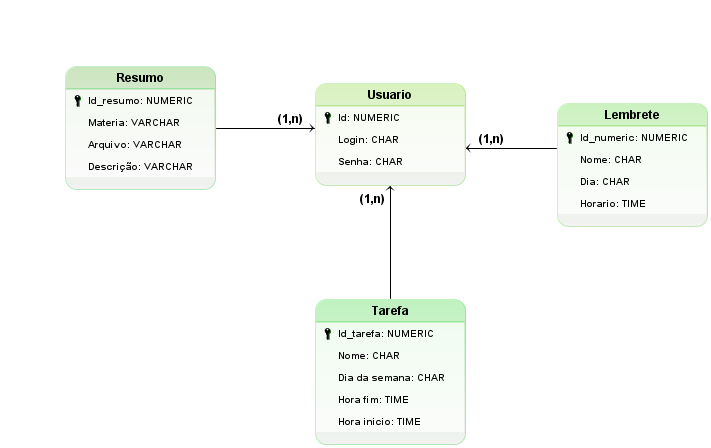 Resumo
Id_resumo: NUMERIC
Materia: VARCHAR
Arquivo: VARCHAR
Descrição: VARCHAR
(1,n)
Usuario
Id: NUMERIC
Login: CHAR
Senha: CHAR
(1,n)
Lembrete
Id_numeric: NUMERIC
Nome: CHAR
Dia: CHAR
Horario: TIME
(1,n)
Tarefa
Id_tarefa: NUMERIC
Nome: CHAR
Dia da semana: CHAR
Hora fim: TIME
Hora inicio: TIME